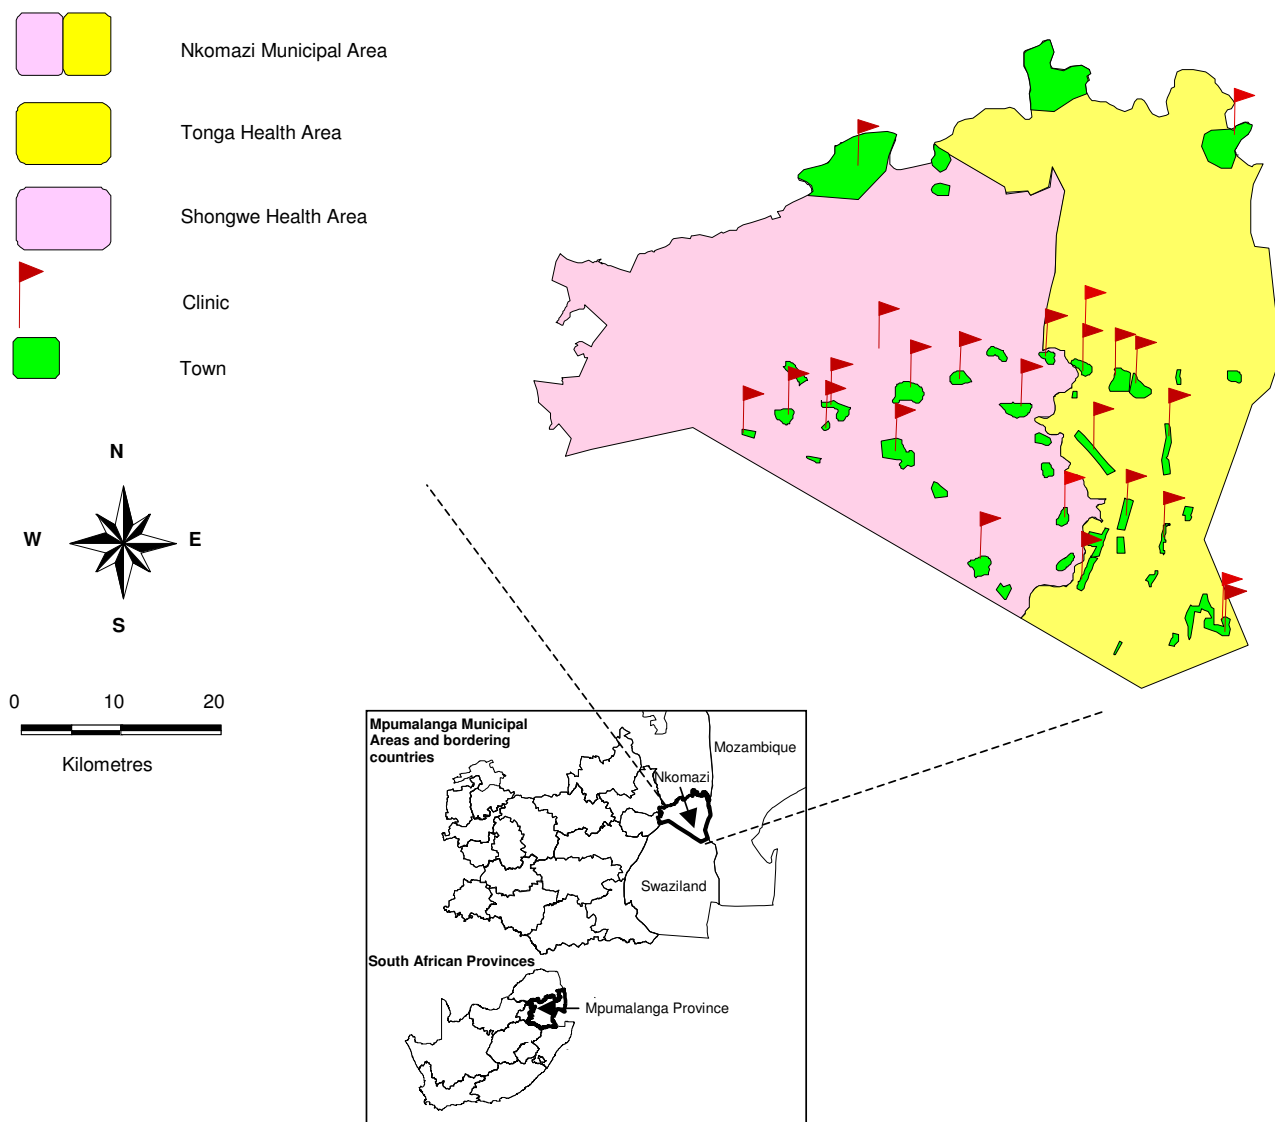 Nkomazi Municipal Area
Tonga Health Area
Shongwe Health Area
Clinic
Town
N
W
E
S
0 10 20
Kilometres
Mpumalanga Municipal
Areas and bordering
countries
Mozambique
Nkomazi
Swaziland
South African Provinces
Mpumalanga Province